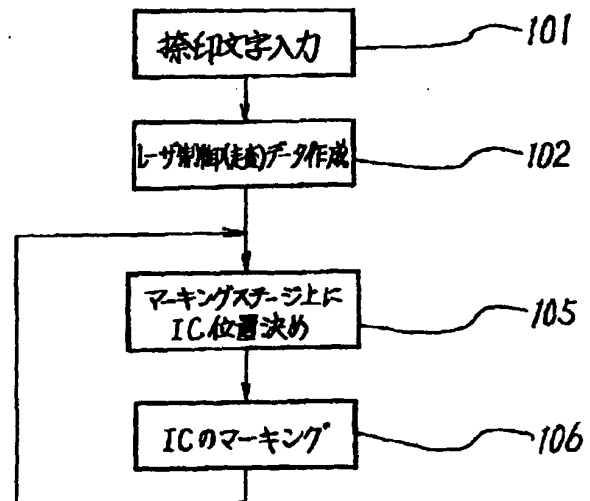 捺印文字入力
101
レーザ制御(走査)データ作成
102
マーキングステージ上に
IC位置決め
105
ICのマーキング
106